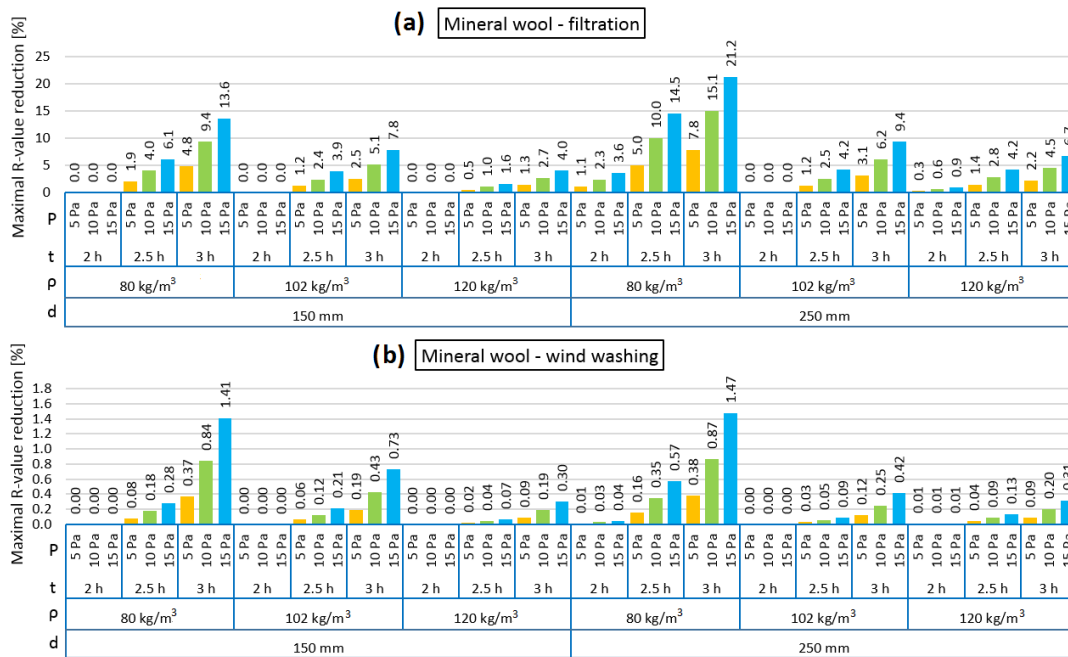 (a) Mineral wool - filtration
Maximal R-value reduction [%]
25
20
15
10
5
0
0.0 0.0 0.0 1.9 4.0 6.1 4.8 9.4 13.6 0.0 0.0 0.0 1.2 2.4 3.9 2.5 5.1 7.8 0.0 0.0 0.0 0.5 1.0 1.6 1.3 2.7 4.0 1.1 2.3 3.6 5.0 10.0 14.5 7.8 15.1 21.2 0.0 0.0 0.0 1.2 2.5 4.2 3.1 6.2 9.4 0.3 0.6 0.9 1.4 2.8 4.2 2.2 4.5 6.7
P 5 Pa 10 Pa 15 Pa 5 Pa 10 Pa 15 Pa 5 Pa 10 Pa 15 Pa 5 Pa 10 Pa 15 Pa 5 Pa 10 Pa 15 Pa 5 Pa 10 Pa 15 Pa 5 Pa 10 Pa 15 Pa 5 Pa 10 Pa 15 Pa 5 Pa 10 Pa 15 Pa 5 Pa 10 Pa 15 Pa 5 Pa 10 Pa 15 Pa 5 Pa 10 Pa 15 Pa 5 Pa 10 Pa 15 Pa 5 Pa 10 Pa 15 Pa 5 Pa 10 Pa 15 Pa 5 Pa 10 Pa 15 Pa 5 Pa 10 Pa 15 Pa 5 Pa 10 Pa 15 Pa
t 2 h 2.5 h 3 h 2 h 2.5 h 3 h 2 h 2.5 h 3 h 2 h 2.5 h 3 h 2 h 2.5 h 3 h 2 h 2.5 h 3 h
ρ 80 kg/m³ 102 kg/m³ 120 kg/m³ 80 kg/m³ 102 kg/m³ 120 kg/m³
d 150 mm 250 mm
(b) Mineral wool - wind washing
Maximal R-value reduction [%]
1.8
1.6
1.4
1.2
1.0
0.8
0.6
0.4
0.2
0.0
0.00 0.00 0.00 0.08 0.18 0.28 0.37 0.84 1.41 0.00 0.00 0.00 0.06 0.12 0.21 0.19 0.43 0.73 0.00 0.00 0.00 0.02 0.04 0.07 0.09 0.19 0.30 0.01 0.03 0.04 0.16 0.35 0.57 0.38 0.87 1.47 0.00 0.00 0.00 0.03 0.05 0.09 0.12 0.25 0.42 0.01 0.01 0.01 0.04 0.09 0.13 0.09 0.20 0.31
P 5 Pa 10 Pa 15 Pa 5 Pa 10 Pa 15 Pa 5 Pa 10 Pa 15 Pa 5 Pa 10 Pa 15 Pa 5 Pa 10 Pa 15 Pa 5 Pa 10 Pa 15 Pa 5 Pa 10 Pa 15 Pa 5 Pa 10 Pa 15 Pa 5 Pa 10 Pa 15 Pa 5 Pa 10 Pa 15 Pa 5 Pa 10 Pa 15 Pa 5 Pa 10 Pa 15 Pa 5 Pa 10 Pa 15 Pa 5 Pa 10 Pa 15 Pa 5 Pa 10 Pa 15 Pa 5 Pa 10 Pa 15 Pa 5 Pa 10 Pa 15 Pa 5 Pa 10 Pa 15 Pa
t 2 h 2.5 h 3 h 2 h 2.5 h 3 h 2 h 2.5 h 3 h 2 h 2.5 h 3 h 2 h 2.5 h 3 h 2 h 2.5 h 3 h
ρ 80 kg/m³ 102 kg/m³ 120 kg/m³ 80 kg/m³ 102 kg/m³ 120 kg/m³
d 150 mm 250 mm